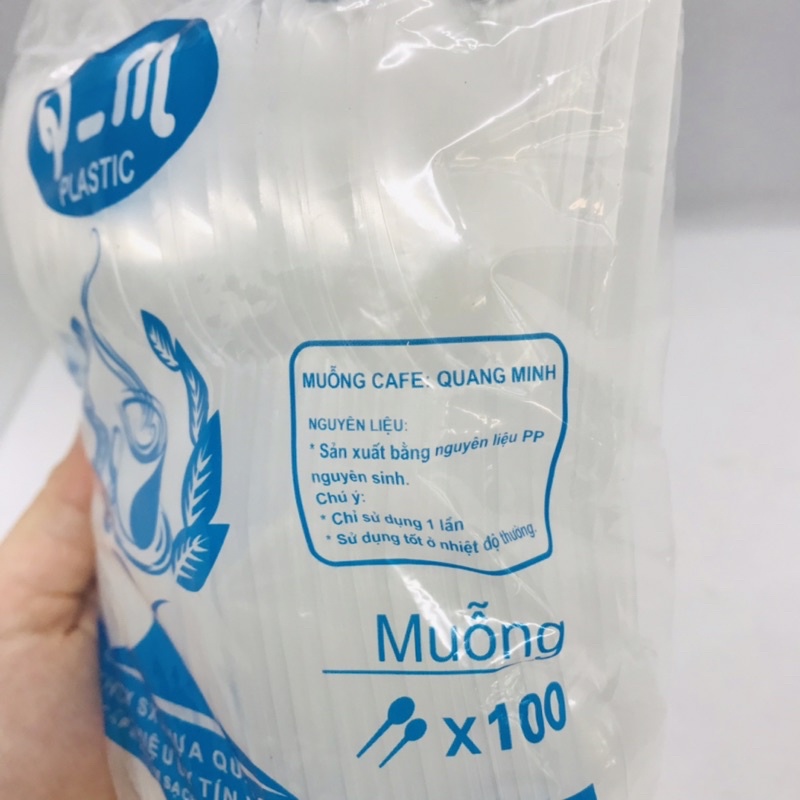 Q-m
PLASTIC
MUỖNG CAFE: QUANG MINH
NGUYÊN LIỆU:
* Sản xuất bằng nguyên liệu PP
nguyên sinh.
Chú ý:
* Chỉ sử dụng 1 lần
* Sử dụng tốt ở nhiệt độ thường.
Muỗng
x100
TÍN